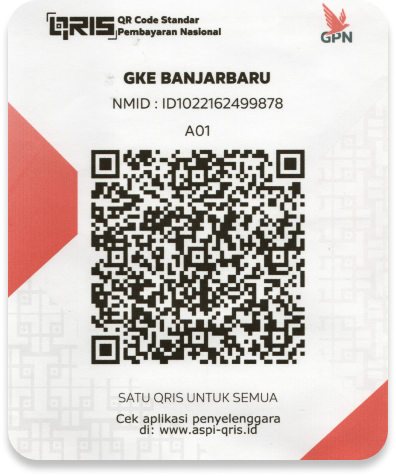 QRIS QR Code Standar
Pembayaran Nasional
GPN
GKE BANJARBARU
NMID : ID1022162499878
A01
SATU QRIS UNTUK SEMUA
Cek aplikasi penyelenggara
di: www.aspi-qris.id